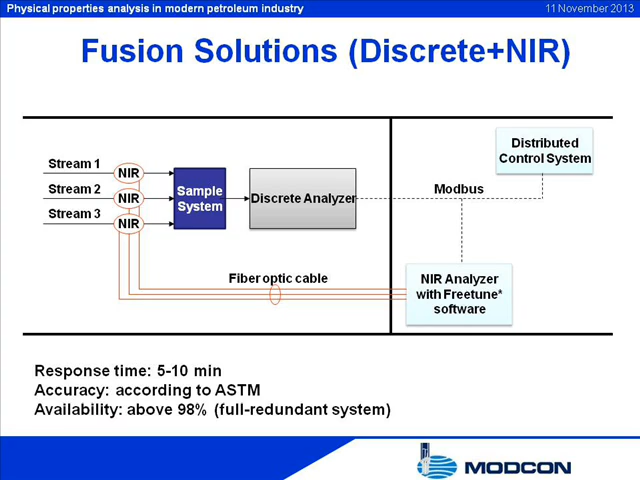 Physical properties analysis in modern petroleum industry
11 November 2013
Fusion Solutions (Discrete+NIR)
Stream 1
NIR
Stream 2
NIR
Stream 3
NIR
Sample
System
Discrete Analyzer
Modbus
Distributed
Control System
Fiber optic cable
NIR Analyzer
with Freetune*
software
Response time: 5-10 min
Accuracy: according to ASTM
Availability: above 98% (full-redundant system)
MODCON